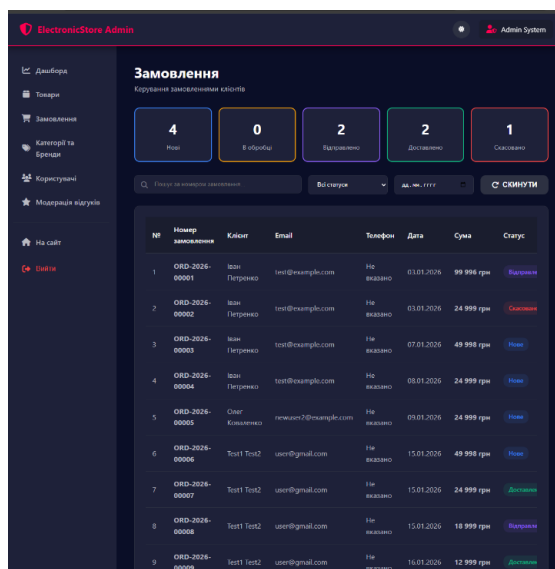 ElectronicStore Admin
Admin System
Дашборд
Товари
Замовлення
Категорії та
Бренди
Користувачі
Модерація відгуків
На сайт
Вийти
Замовлення
Керування замовленнями клієнтів
4
0
2
2
1
Нові
В обробці
Відправлено
Доставлено
Скасовано
Пошук за номером замовлення...
Всі статуси
дд.мм.гггг
СКИНУТИ
№ Номер замовлення Клієнт Email Телефон Дата Сума Статус
1 ORD-2026-00001 Іван Петренко test@example.com Не вказано 03.01.2026 99 996 грн Відправле
2 ORD-2026-00002 Іван Петренко test@example.com Не вказано 03.01.2026 24 999 грн Скасован
3 ORD-2026-00003 Іван Петренко test@example.com Не вказано 07.01.2026 49 998 грн Нове
4 ORD-2026-00004 Іван Петренко test@example.com Не вказано 08.01.2026 24 999 грн Нове
5 ORD-2026-00005 Олег Коваленко newuser2@example.com Не вказано 09.01.2026 24 999 грн Нове
6 ORD-2026-00006 Test1 Test2 user@gmail.com Не вказано 15.01.2026 49 998 грн Нове
7 ORD-2026-00007 Test1 Test2 user@gmail.com Не вказано 15.01.2026 24 999 грн Доставлен
8 ORD-2026-00008 Test1 Test2 user@gmail.com Не вказано 15.01.2026 18 999 грн Відправле
9 ORD-2026-00009 Test1 Test2 user@gmail.com Не вказано 16.01.2026 12 999 грн Доставлен